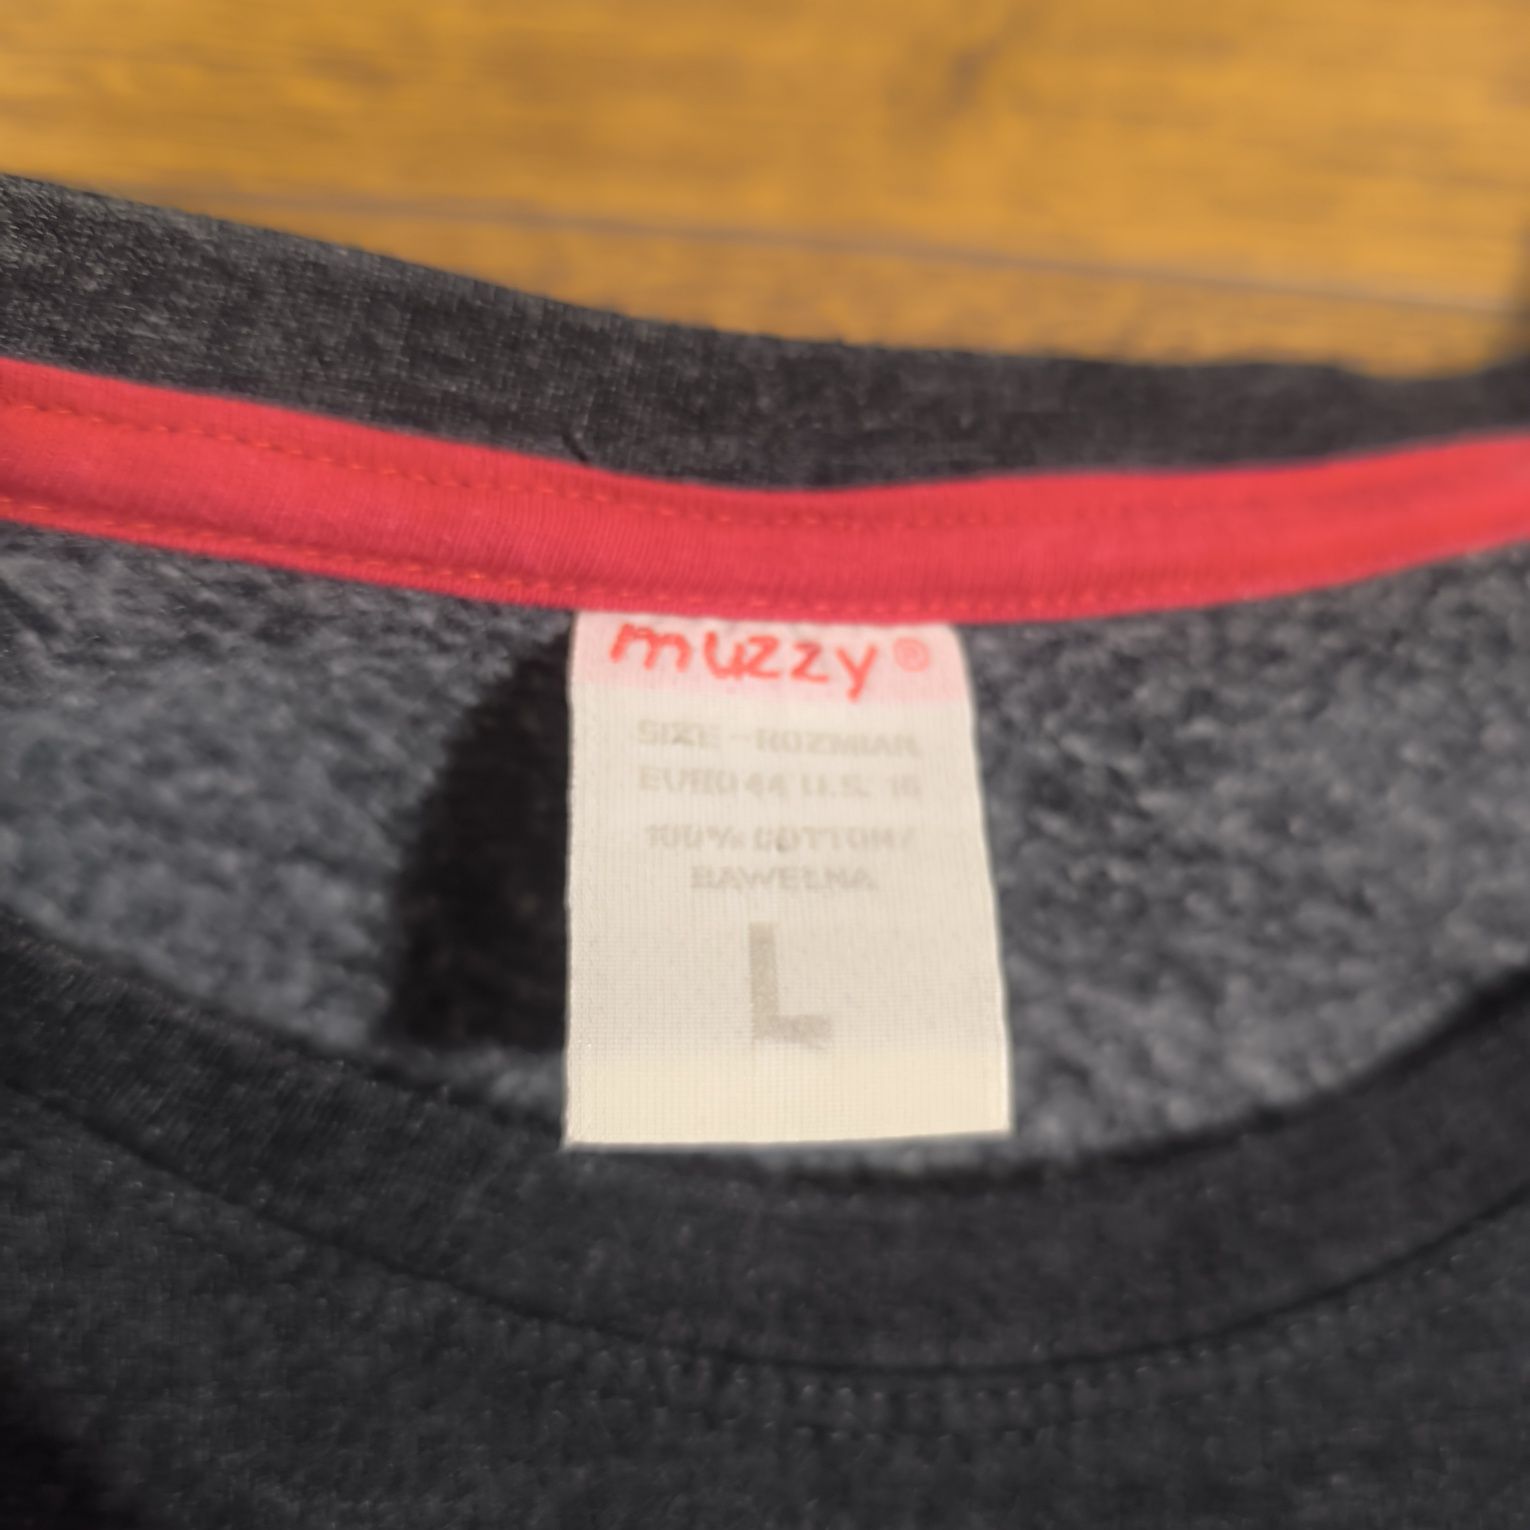 muzzy®
SIZE - ROZMIAR
EURO 44 U.S. 16
100% COTTON/
BAWEŁNA
L